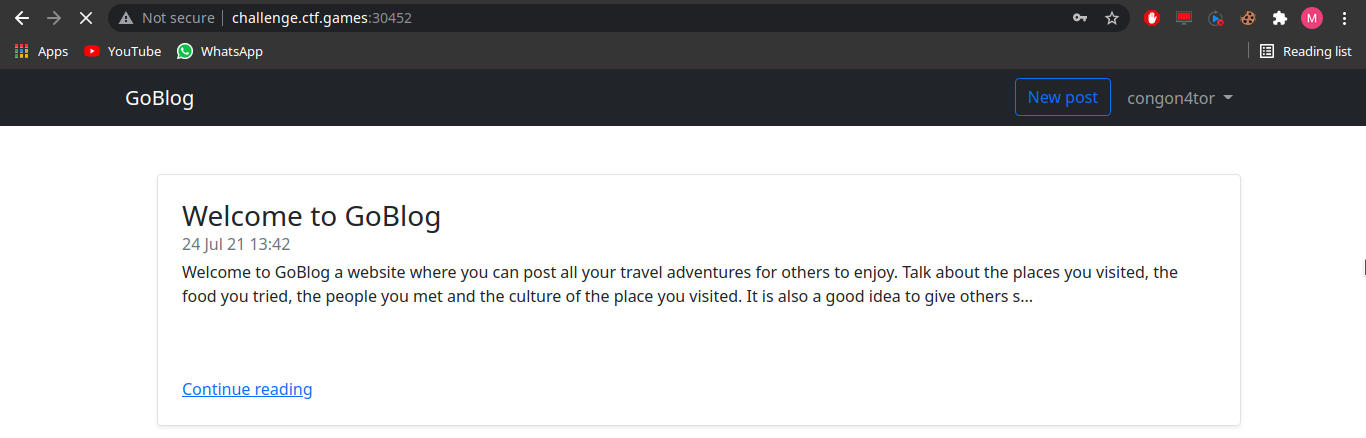 Not secure challenge.ctf.games:30452 M
Apps YouTube WhatsApp Reading list
GoBlog New post congon4tor
Welcome to GoBlog
24 Jul 21 13:42
Welcome to GoBlog a website where you can post all your travel adventures for others to enjoy. Talk about the places you visited, the
food you tried, the people you met and the culture of the place you visited. It is also a good idea to give others s...
Continue reading